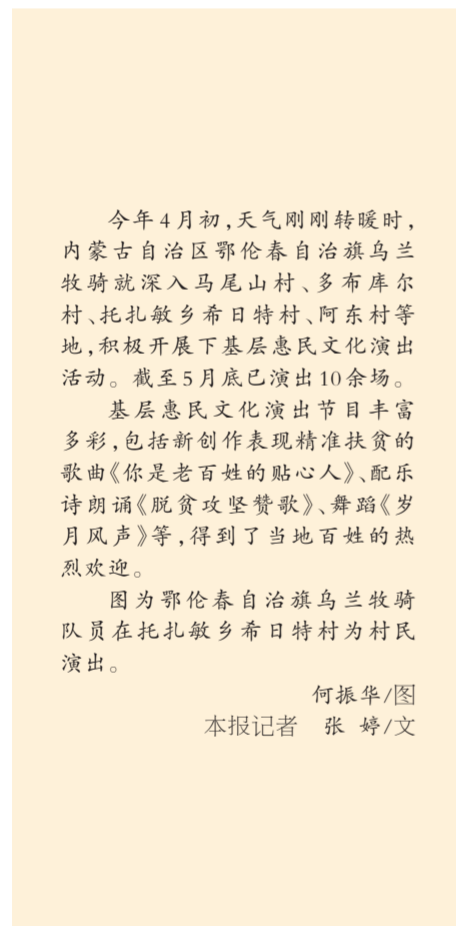 今年4月初,天气刚刚转暖时,
内蒙古自治区鄂伦春自治旗乌兰
牧骑就深入马尾山村、多布库尔
村、托扎敏乡希日特村、阿东村等
地,积极开展下基层惠民文化演出
活动。截至5月底已演出10余场。
基层惠民文化演出节目丰富
多彩,包括新创作表现精准扶贫的
歌曲《你是老百姓的贴心人》、配乐
诗朗诵《脱贫攻坚赞歌》、舞蹈《岁
月风声》等,得到了当地百姓的热
烈欢迎。
图为鄂伦春自治旗乌兰牧骑
队员在托扎敏乡希日特村为村民
演出。
何振华/图
本报记者 张 婷/文